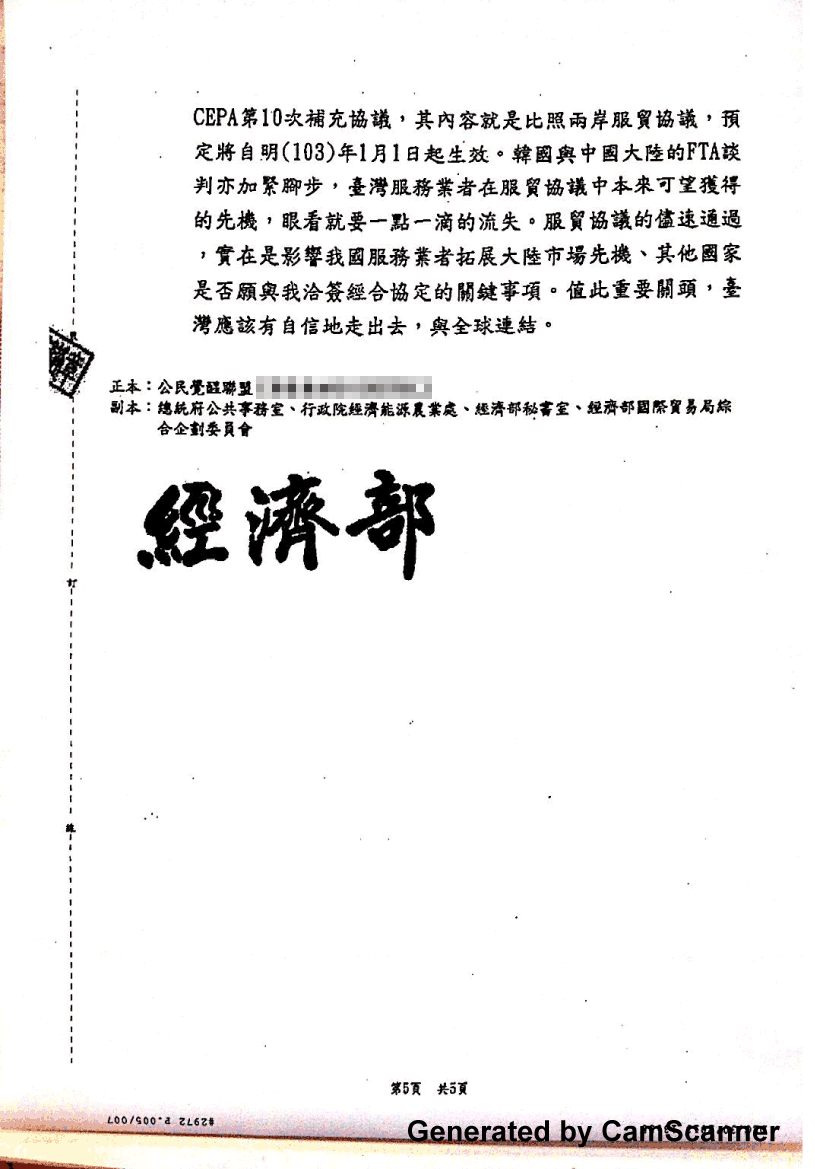 CEPA第10次補充協議，其內容就是比照兩岸服貿協議，預
定將自明(103)年1月1日起生效。韓國與中國大陸的FTA談
判亦加緊腳步，臺灣服務業者在服貿協議中本來可望獲得
的先機，眼看就要一點一滴的流失。服貿協議的儘速通過
，實在是影響我國服務業者拓展大陸市場先機、其他國家
是否願與我洽簽經合協定的關鍵事項。值此重要關頭，臺
灣應該有自信地走出去，與全球連結。
正本：公民覺醒聯盟
副本：總統府公共事務室、行政院經濟能源農業處、經濟部秘書室、經濟部國際貿易局綜
合企劃委員會
經濟部
訂
線
第5頁 共5頁
#2972 P.005/007
Generated by CamScanner